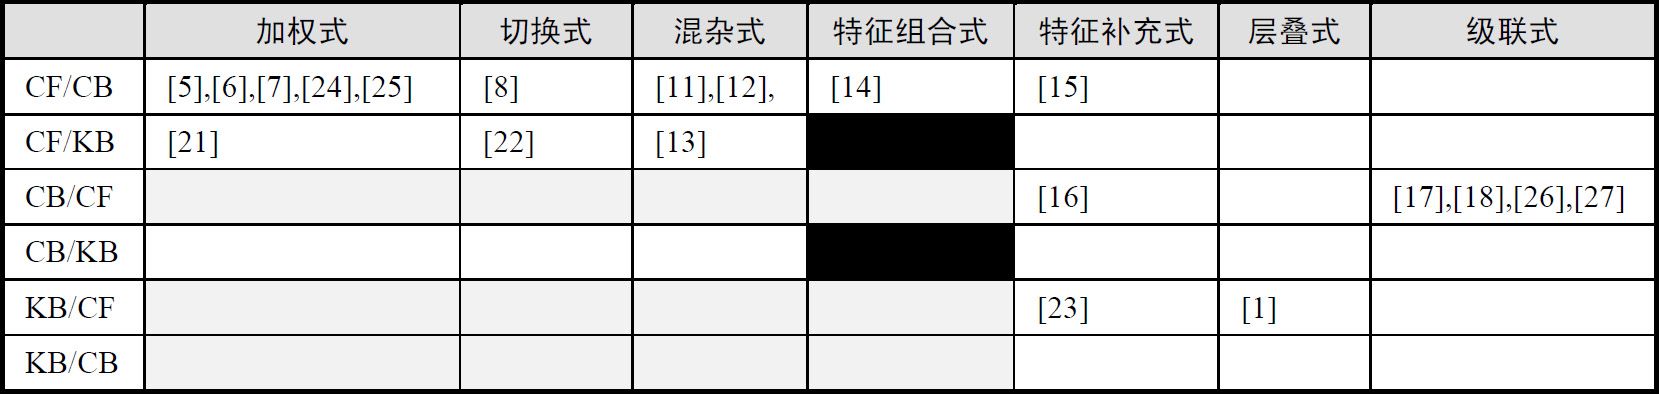 加权式 切换式 混杂式 特征组合式 特征补充式 层叠式 级联式
CF/CB [5],[6],[7],[24],[25] [8] [11],[12], [14] [15]
CF/KB [21] [22] [13]
CB/CF [16] [17],[18],[26],[27]
CB/KB
KB/CF [23] [1]
KB/CB